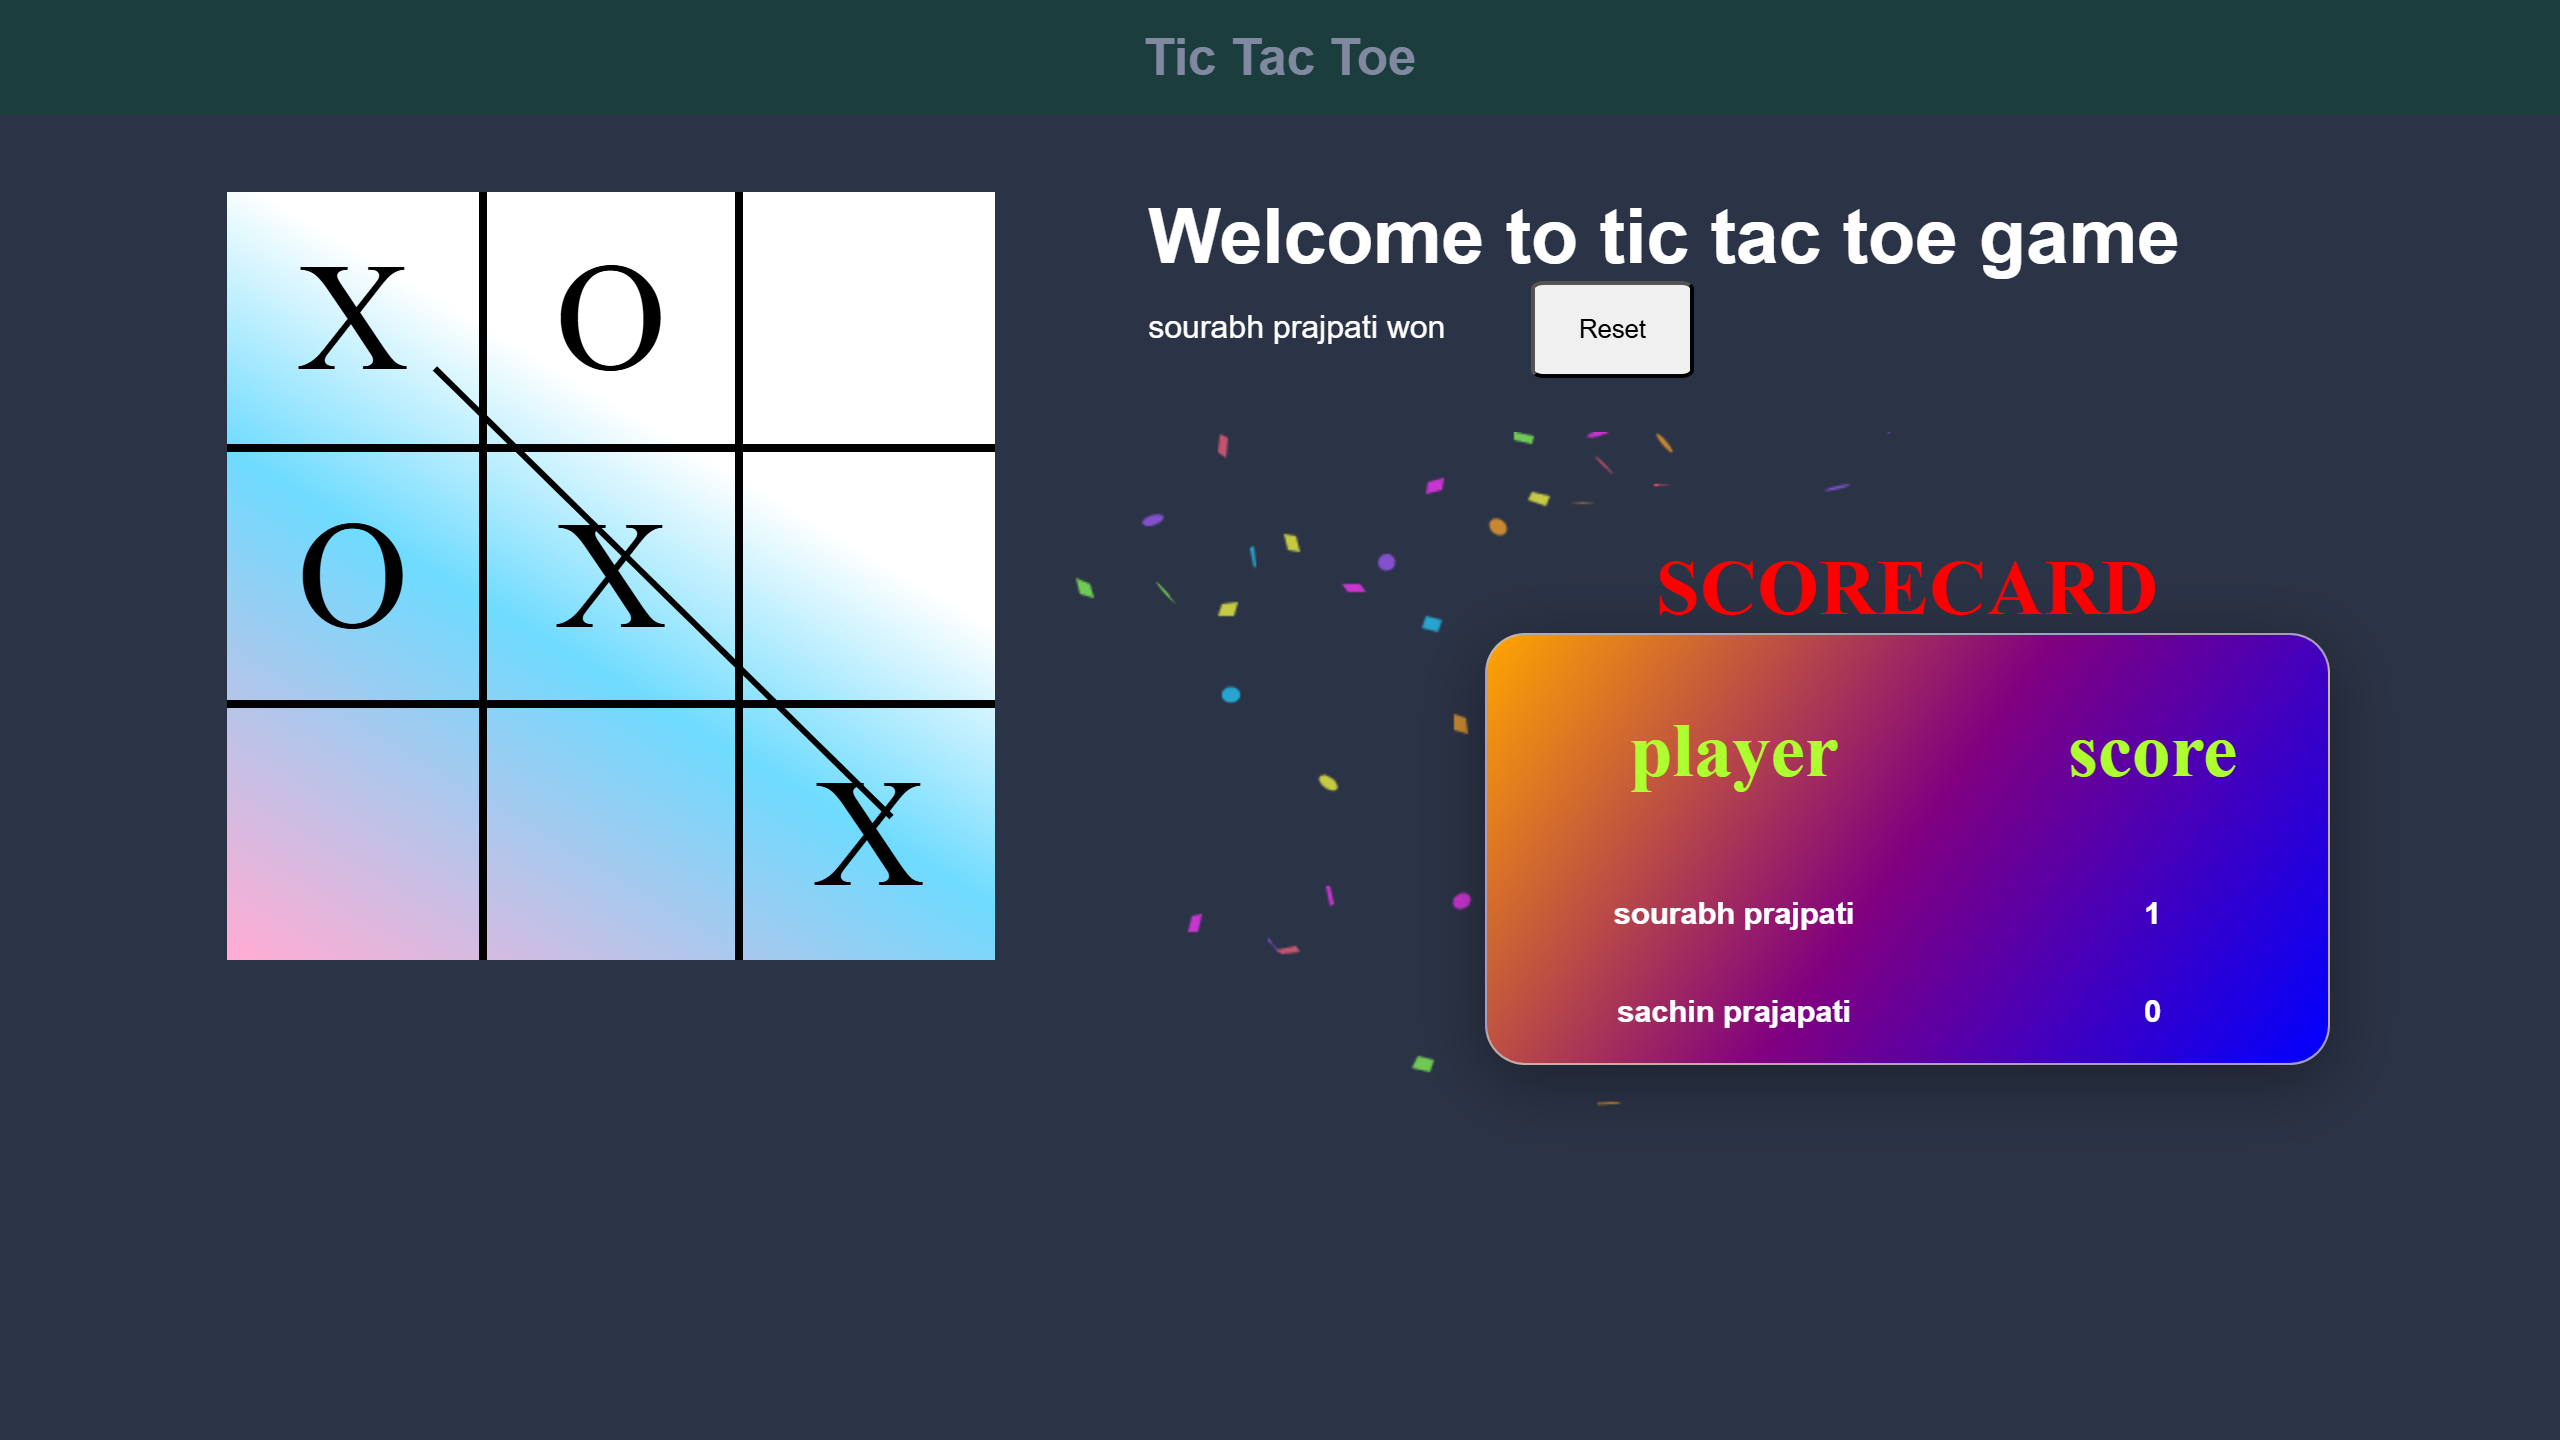 Tic Tac Toe
X O
O X
X
Welcome to tic tac toe game
sourabh prajpati won Reset
SCORECARD
player score
sourabh prajpati 1
sachin prajapati 0